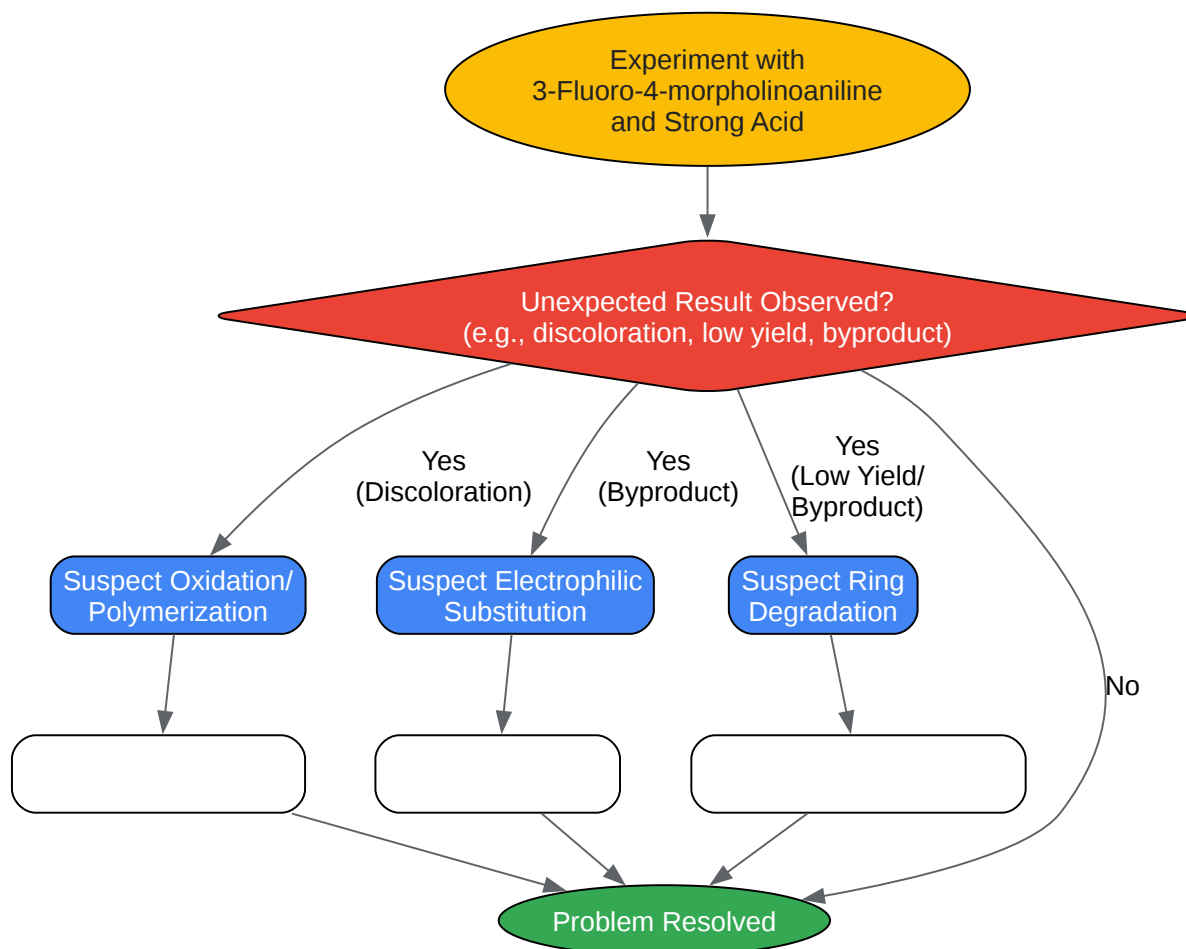 Experiment with
3-Fluoro-4-morpholinoaniline
and Strong Acid
Unexpected Result Observed?
(e.g., discoloration, low yield, byproduct)
Yes
(Discoloration)
Yes
(Byproduct)
Yes
(Low Yield/
Byproduct)
Suspect Oxidation/
Polymerization
Suspect Electrophilic
Substitution
Suspect Ring
Degradation
No
Problem Resolved